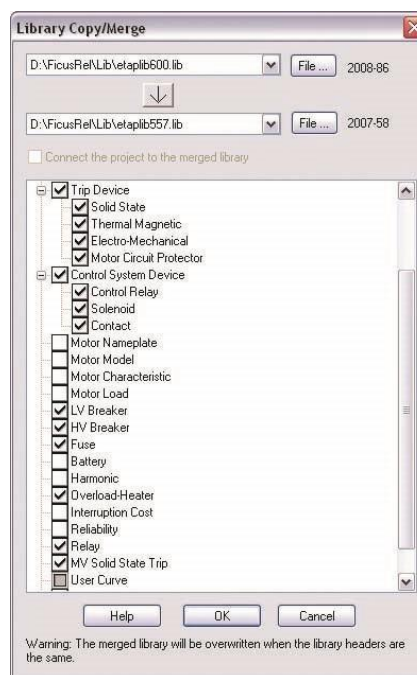 Library Copy/Merge
D:\FicusRel\Lib\etaplib600.lib
File ...
2008-86
D:\FicusRel\Lib\etaplib557.lib
File ...
2007-58
Connect the project to the merged library
Trip Device
Solid State
Thermal Magnetic
Electro-Mechanical
Motor Circuit Protector
Control System Device
Control Relay
Solenoid
Contact
Motor Nameplate
Motor Model
Motor Characteristic
Motor Load
LV Breaker
HV Breaker
Fuse
Battery
Harmonic
Overload-Heater
Interruption Cost
Reliability
Relay
MV Solid State Trip
User Curve
Help
OK
Cancel
Warning: The merged library will be overwritten when the library headers are
the same.